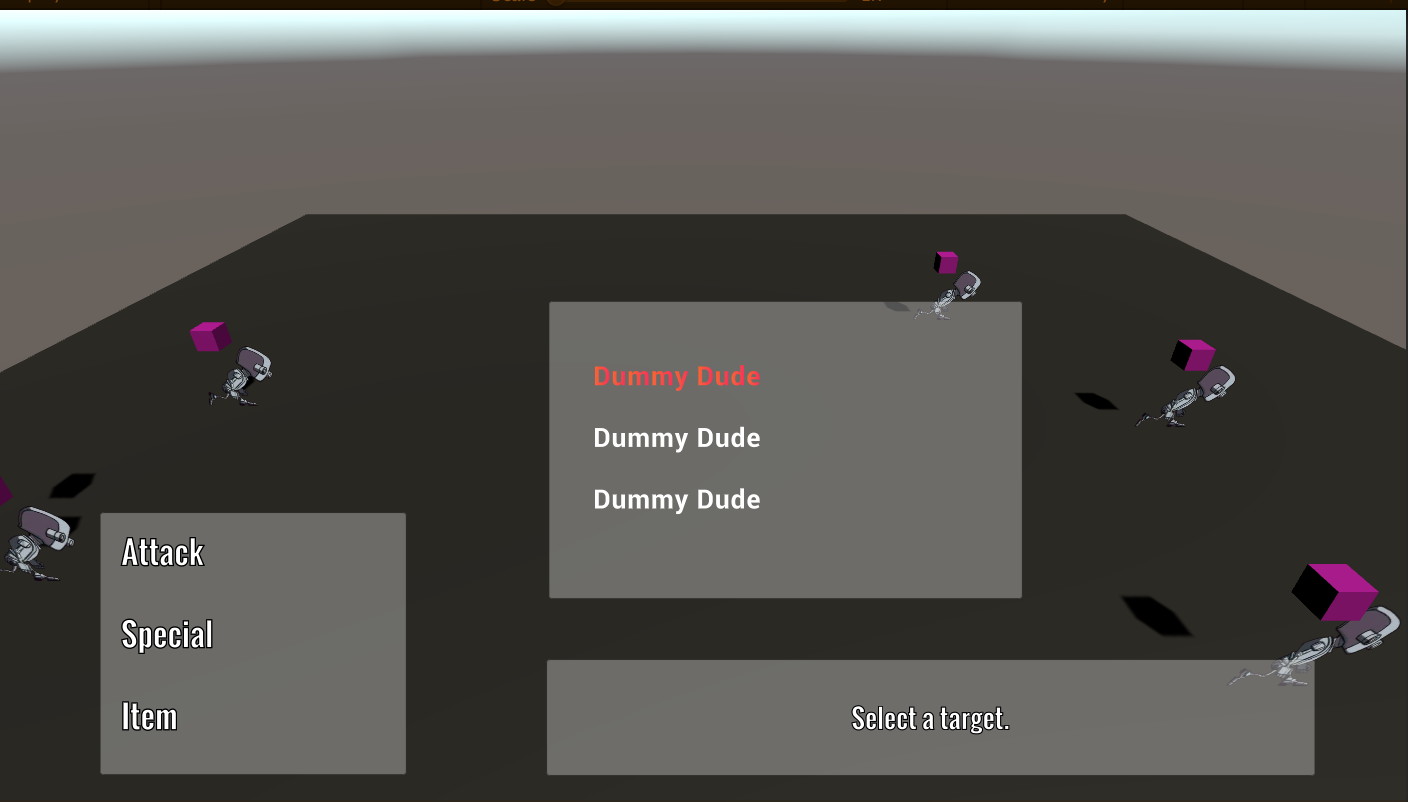 Dummy Dude
Dummy Dude
Dummy Dude
Attack
Special
Item
Select a target.